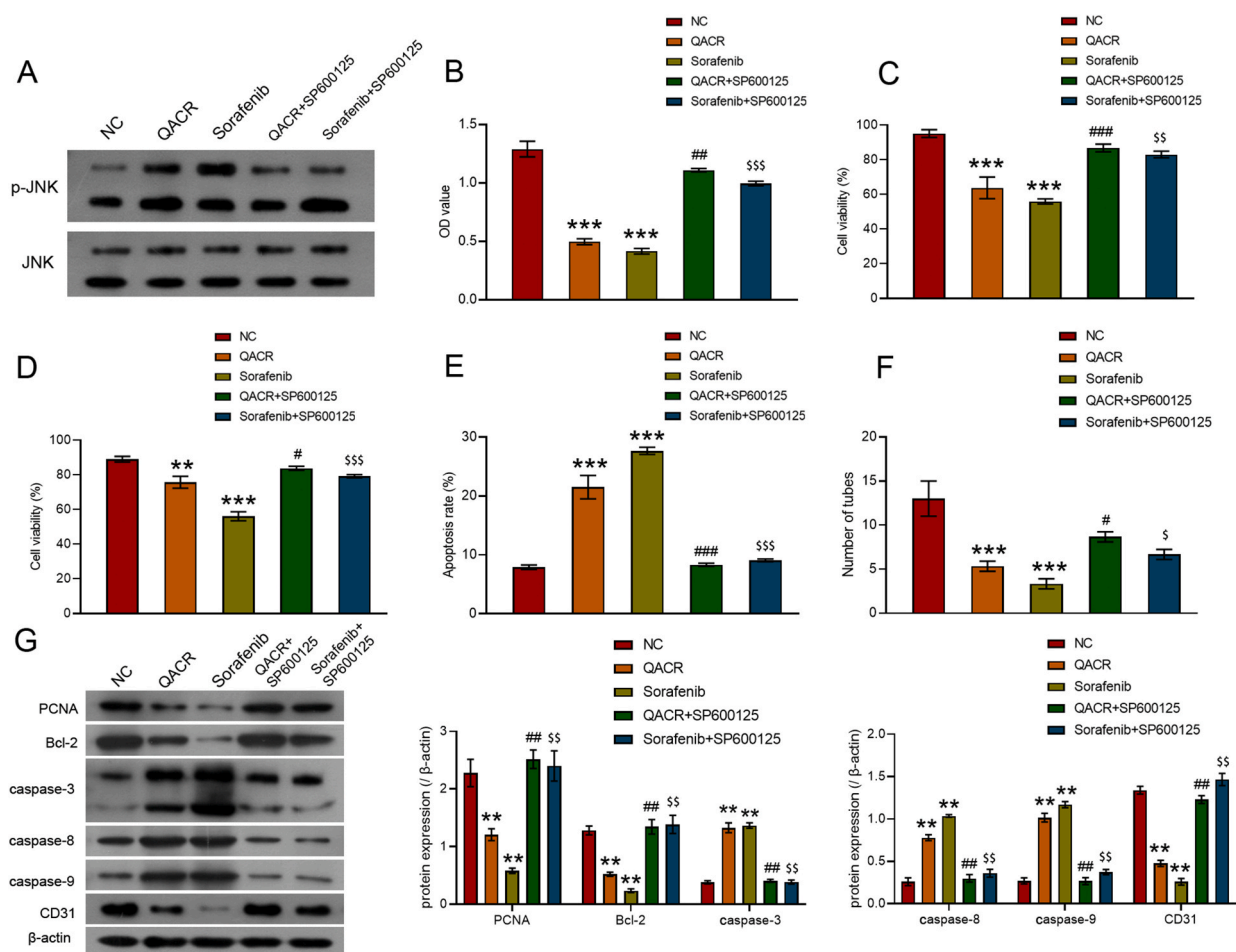 A
NC
QACR
Sorafenib
QACR+SP600125
Sorafenib+SP600125
p-JNK
JNK
B
NC
QACR
Sorafenib
QACR+SP600125
Sorafenib+SP600125
OD value
1.5
1.0
0.5
0.0
***
***
##
$$$
C
NC
QACR
Sorafenib
QACR+SP600125
Sorafenib+SP600125
Cell viability (%)
100
80
60
40
20
0
***
***
###
$$
D
NC
QACR
Sorafenib
QACR+SP600125
Sorafenib+SP600125
Cell viability (%)
100
80
60
40
20
0
**
***
#
$$$
E
NC
QACR
Sorafenib
QACR+SP600125
Sorafenib+SP600125
Apoptosis rate (%)
30
20
10
0
***
***
###
$$$
F
NC
QACR
Sorafenib
QACR+SP600125
Sorafenib+SP600125
Number of tubes
20
15
10
5
0
***
***
#
$
G
NC
QACR
Sorafenib
QACR+
SP600125
Sorafenib+
SP600125
PCNA
Bcl-2
caspase-3
caspase-8
caspase-9
CD31
β-actin
NC
QACR
Sorafenib
QACR+SP600125
Sorafenib+SP600125
protein expression (/ β-actin)
3
2
1
0
**
**
##
$$
**
**
##
$$
**
**
##
$$
PCNA
Bcl-2
caspase-3
NC
QACR
Sorafenib
QACR+SP600125
Sorafenib+SP600125
protein expression (/ β-actin)
2.0
1.5
1.0
0.5
0.0
**
**
##
$$
**
**
##
$$
**
**
##
$$
caspase-8
caspase-9
CD31